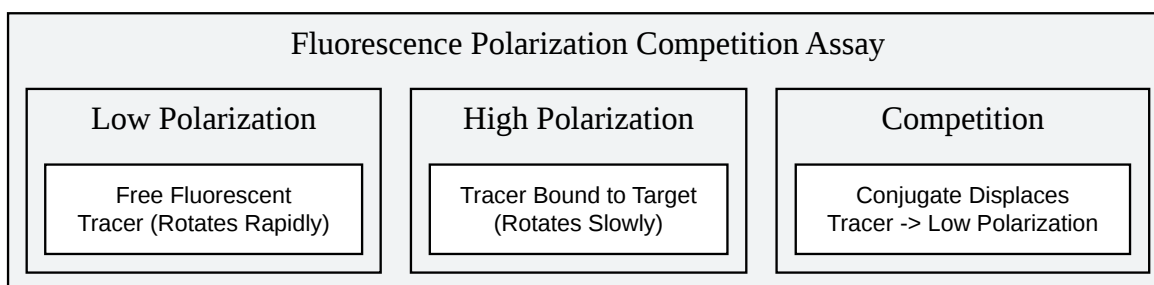 Fluorescence Polarization Competition Assay
Low Polarization
Free Fluorescent
Tracer (Rotates Rapidly)
High Polarization
Tracer Bound to Target
(Rotates Slowly)
Competition
Conjugate Displaces
Tracer -> Low Polarization